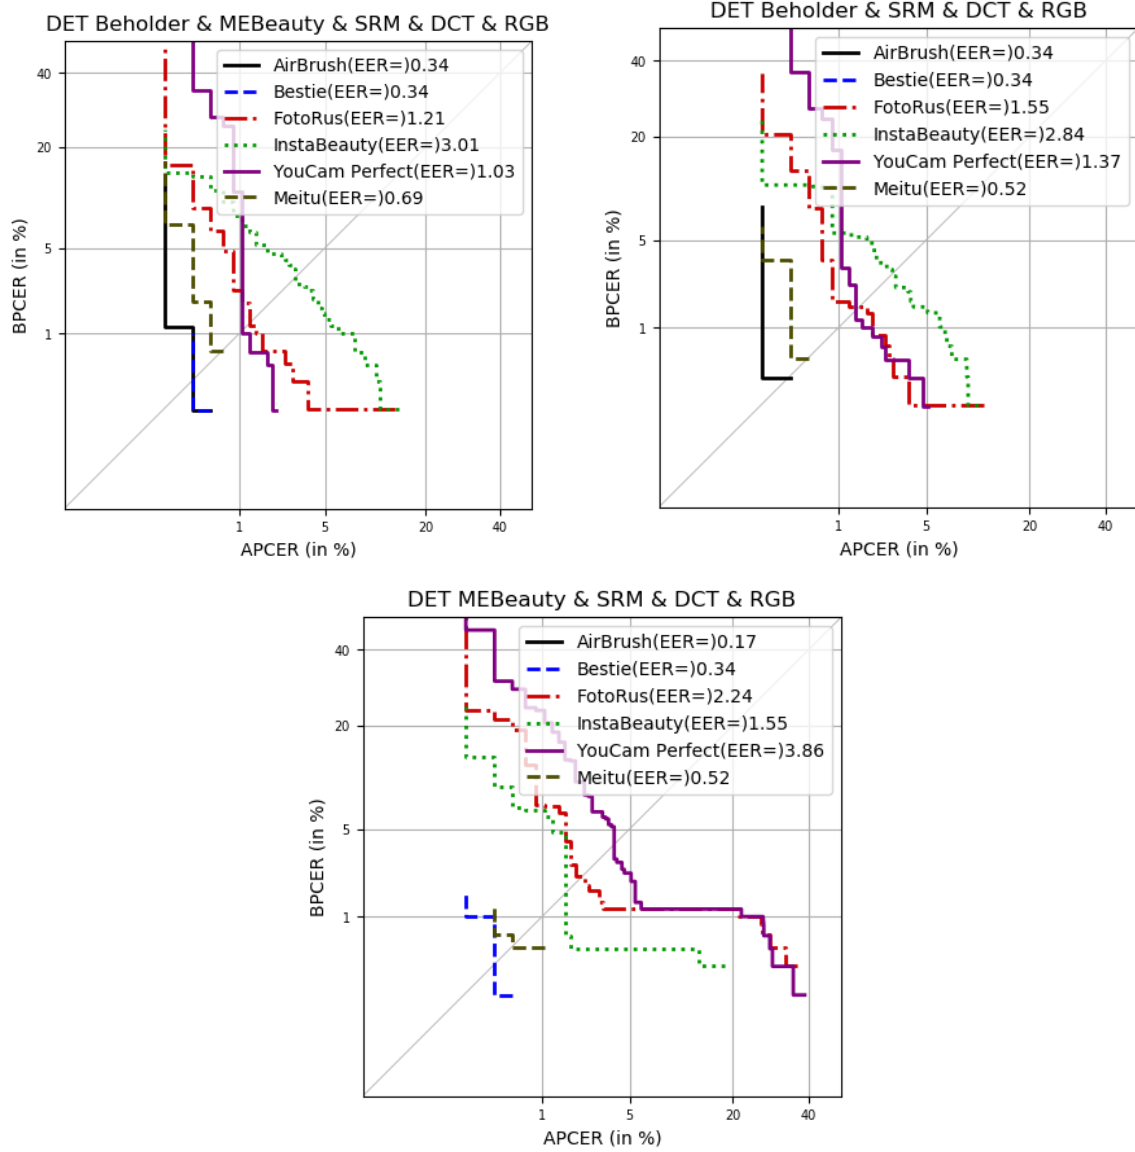 DET Beholder & MEBeauty & SRM & DCT & RGB
AirBrush(EER=)0.34
Bestie(EER=)0.34
FotoRus(EER=)1.21
InstaBeauty(EER=)3.01
YouCam Perfect(EER=)1.03
Meitu(EER=)0.69
BPCER (in %)
40
20
5
1
1
5
20
40
APCER (in %)
DET Beholder & SRM & DCT & RGB
AirBrush(EER=)0.34
Bestie(EER=)0.34
FotoRus(EER=)1.55
InstaBeauty(EER=)2.84
YouCam Perfect(EER=)1.37
Meitu(EER=)0.52
BPCER (in %)
40
20
5
1
1
5
20
40
APCER (in %)
DET MEBeauty & SRM & DCT & RGB
AirBrush(EER=)0.17
Bestie(EER=)0.34
FotoRus(EER=)2.24
InstaBeauty(EER=)1.55
YouCam Perfect(EER=)3.86
Meitu(EER=)0.52
BPCER (in %)
40
20
5
1
1
5
20
40
APCER (in %)